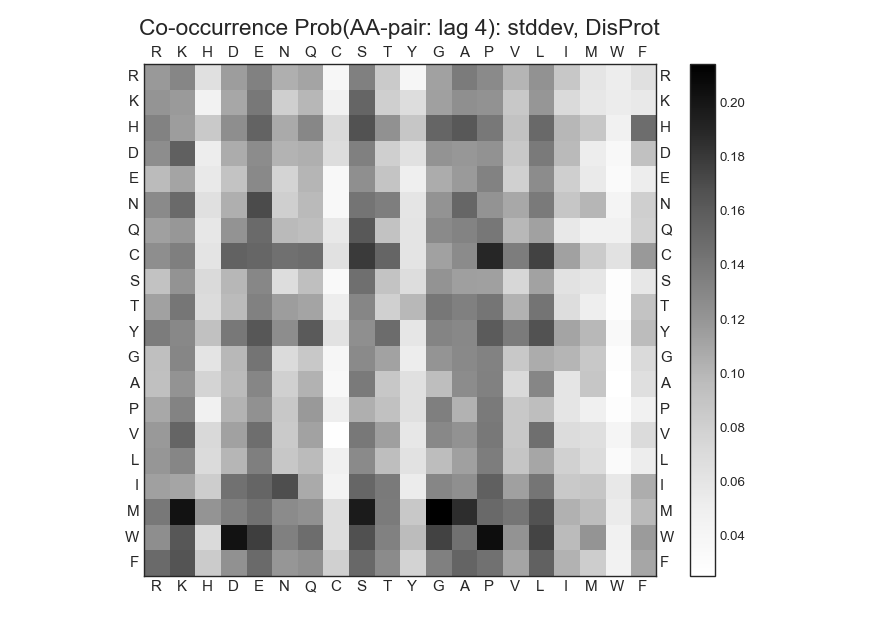 Co-occurrence Prob(AA-pair: lag 4): stddev, DisProt
R K H D E N Q C S T Y G A P V L I M W F
R R
K K
H H
D D
E E
N N
Q Q
C C
S S
T T
Y Y
G G
A A
P P
V V
L L
I I
M M
W W
F F
R K H D E N Q C S T Y G A P V L I M W F
0.20
0.18
0.16
0.14
0.12
0.10
0.08
0.06
0.04